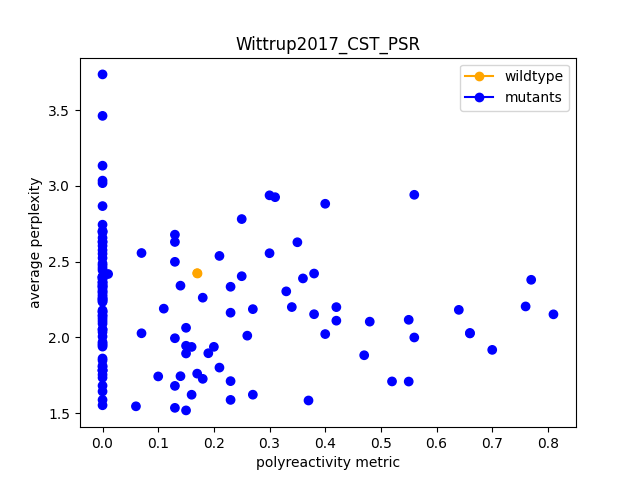 Wittrup2017_CST_PSR
wildtype
mutants
average perplexity
3.5
3.0
2.5
2.0
1.5
0.0 0.1 0.2 0.3 0.4 0.5 0.6 0.7 0.8
polyreactivity metric